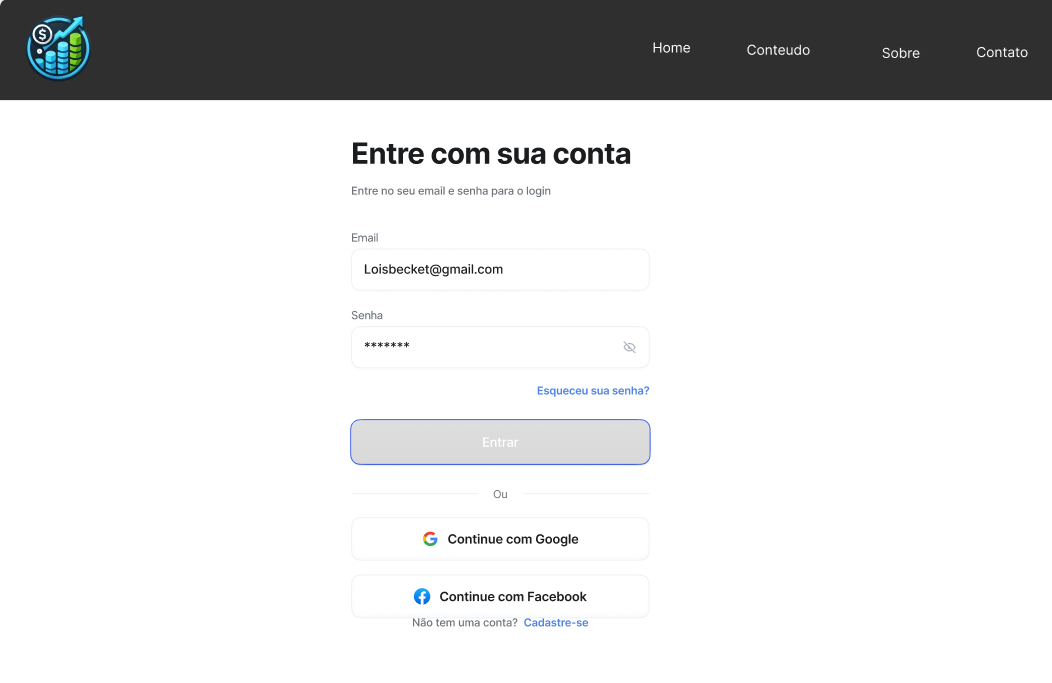 $
Home Conteudo Sobre Contato
Entre com sua conta
Entre no seu email e senha para o login
Email
Loisbecket@gmail.com
Senha
*******
Esqueceu sua senha?
Entrar
Ou
Continue com Google
Continue com Facebook
Não tem uma conta? Cadastre-se